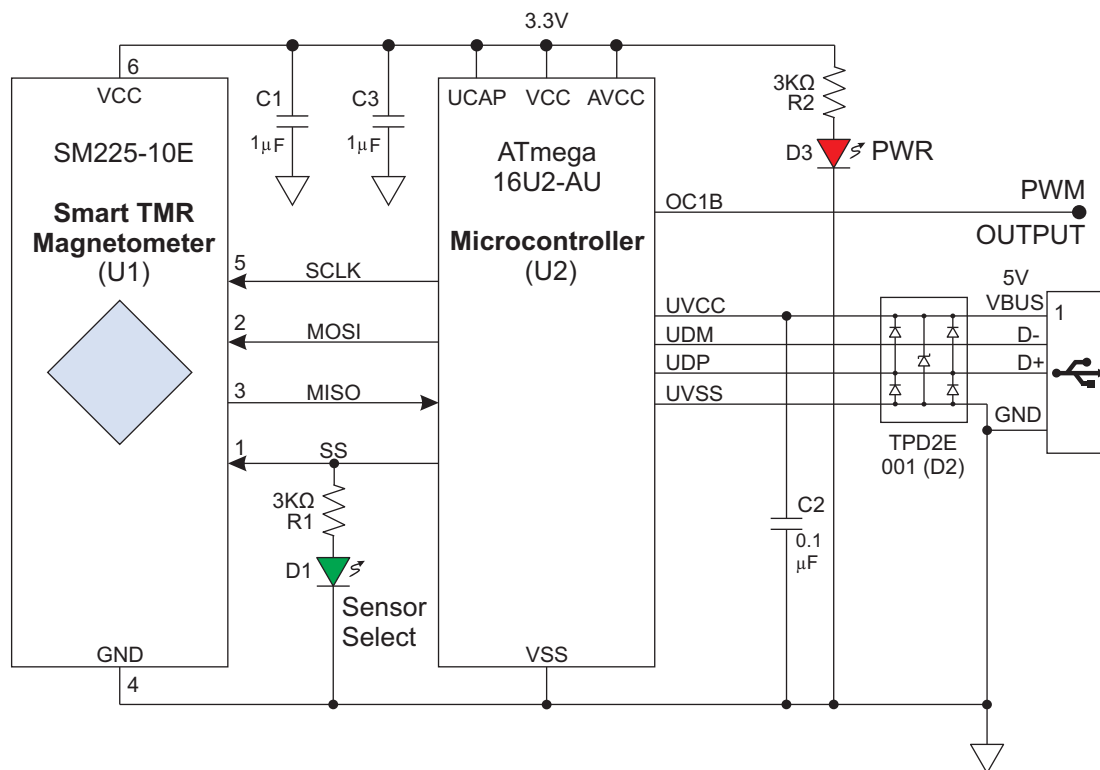 3.3V
6
VCC
SM225-10E
Smart TMR
Magnetometer
(U1)
C1
1μF
C3
1μF
UCAP
VCC
AVCC
ATmega
16U2-AU
Microcontroller
(U2)
3KΩ
R2
D3
PWR
OC1B
PWM
OUTPUT
5
SCLK
2
MOSI
3
MISO
1
SS
UVCC
UDM
UDP
UVSS
5V
VBUS
1
D-
D+
GND
TPD2E
001 (D2)
3KΩ
R1
D1
Sensor
Select
C2
0.1
μF
GND
4
VSS